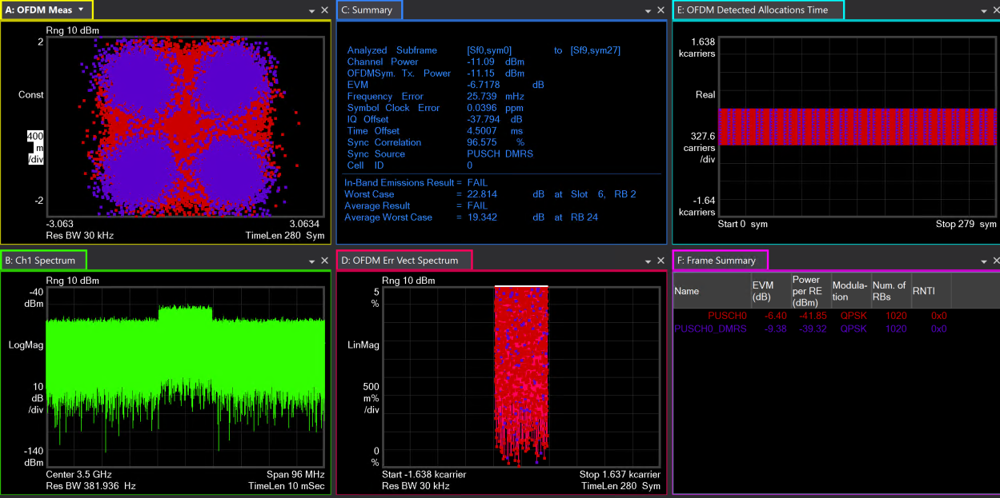 A: OFDM Meas
Rng 10 dBm
2
Const
400
m
/div
-2
-3.063
3.0634
Res BW 30 kHz
TimeLen 280 Sym
C: Summary
Analyzed Subframe [Sf0,sym0] to [Sf9,sym27]
Channel Power -11.09 dBm
OFDMSym. Tx. Power -11.15 dBm
EVM -6.7178 dB
Frequency Error 25.739 mHz
Symbol Clock Error 0.0396 ppm
IQ Offset -37.794 dB
Time Offset 4.5007 ms
Sync Correlation 96.575 %
Sync Source PUSCH DMRS
Cell ID 0
In-Band Emissions Result = FAIL
Worst Case = 22.814 dB at Slot 6, RB 2
Average Result = FAIL
Average Worst Case = 19.342 dB at RB 24
E: OFDM Detected Allocations Time
1.638
kcarriers
Real
327.6
carriers
/div
-1.64
kcarriers
Start 0 sym
Stop 279 sym
B: Ch1 Spectrum
Rng 10 dBm
-40
dBm
LogMag
10
dB
/div
-140
dBm
Center 3.5 GHz
Span 96 MHz
Res BW 381.936 Hz
TimeLen 10 mSec
D: OFDM Err Vect Spectrum
Rng 10 dBm
5
%
LinMag
500
m%
/div
0
%
Start -1.638 kcarrier
Stop 1.637 kcarrier
Res BW 30 kHz
TimeLen 280 Sym
F: Frame Summary
Name EVM (dB) Power per RE (dBm) Modula-tion Num. of RBs RNTI
PUSCH0 -6.40 -41.85 QPSK 1020 0x0
PUSCH0_DMRS -9.38 -39.32 QPSK 1020 0x0